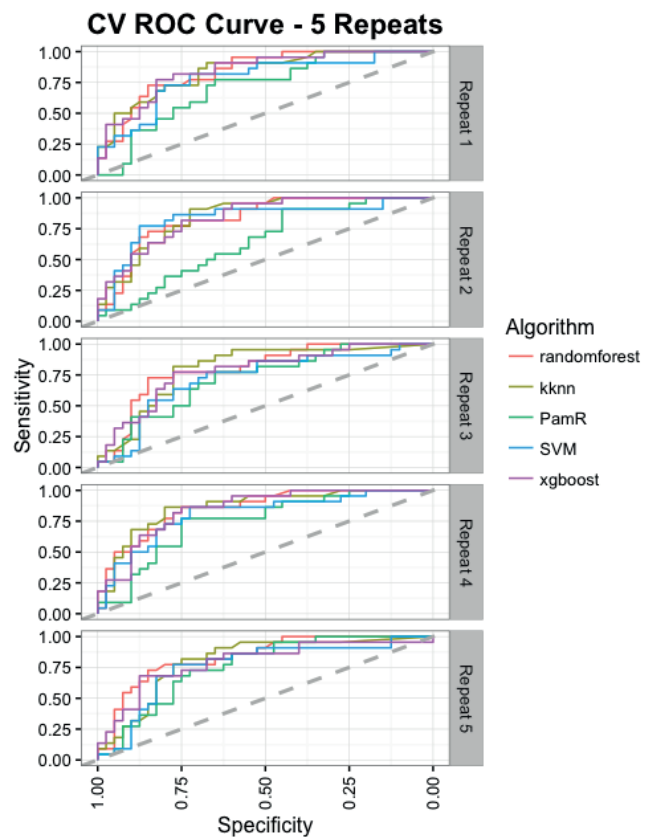 CV ROC Curve - 5 Repeats
1.00
0.75
0.50
0.25
0.00
Repeat 1
1.00
0.75
0.50
0.25
0.00
Repeat 2
1.00
0.75
0.50
0.25
0.00
Repeat 3
1.00
0.75
0.50
0.25
0.00
Repeat 4
1.00
0.75
0.50
0.25
0.00
Repeat 5
Sensitivity
1.00
0.75
0.50
0.25
0.00
Specificity
Algorithm
randomforest
kknn
PamR
SVM
xgboost